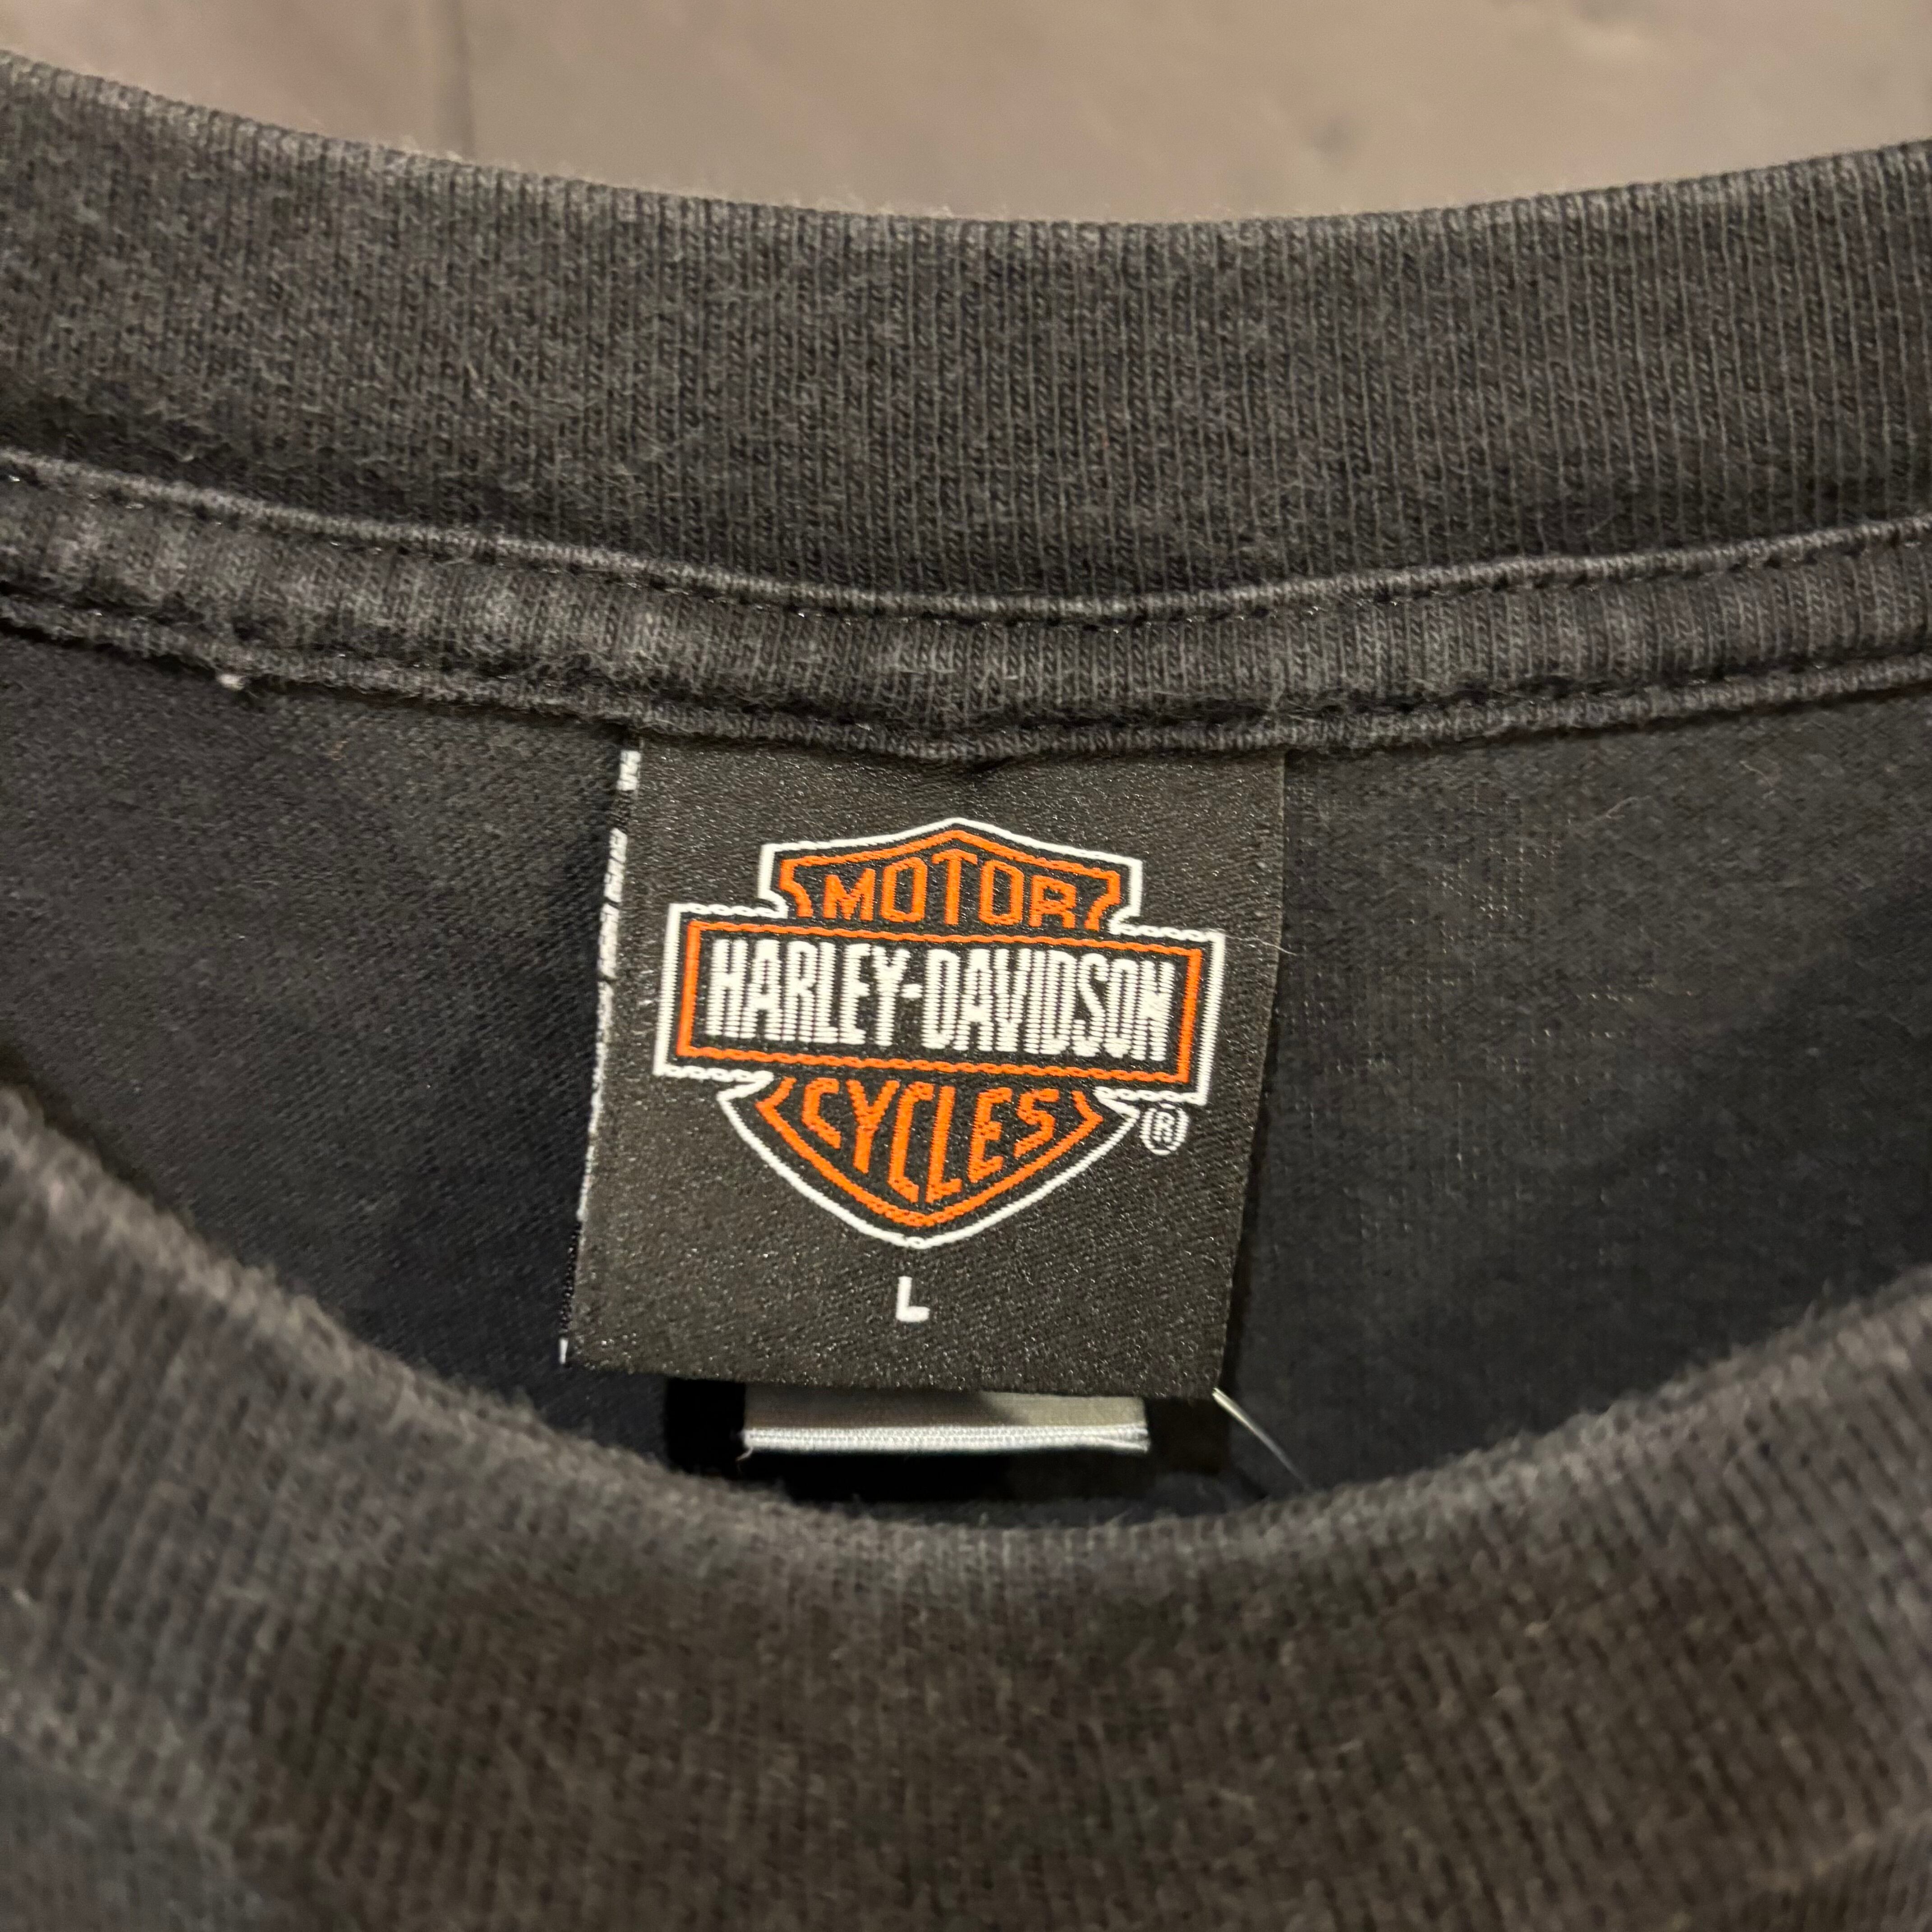 MOTOR
HARLEY-DAVIDSON
CYCLES
®
L